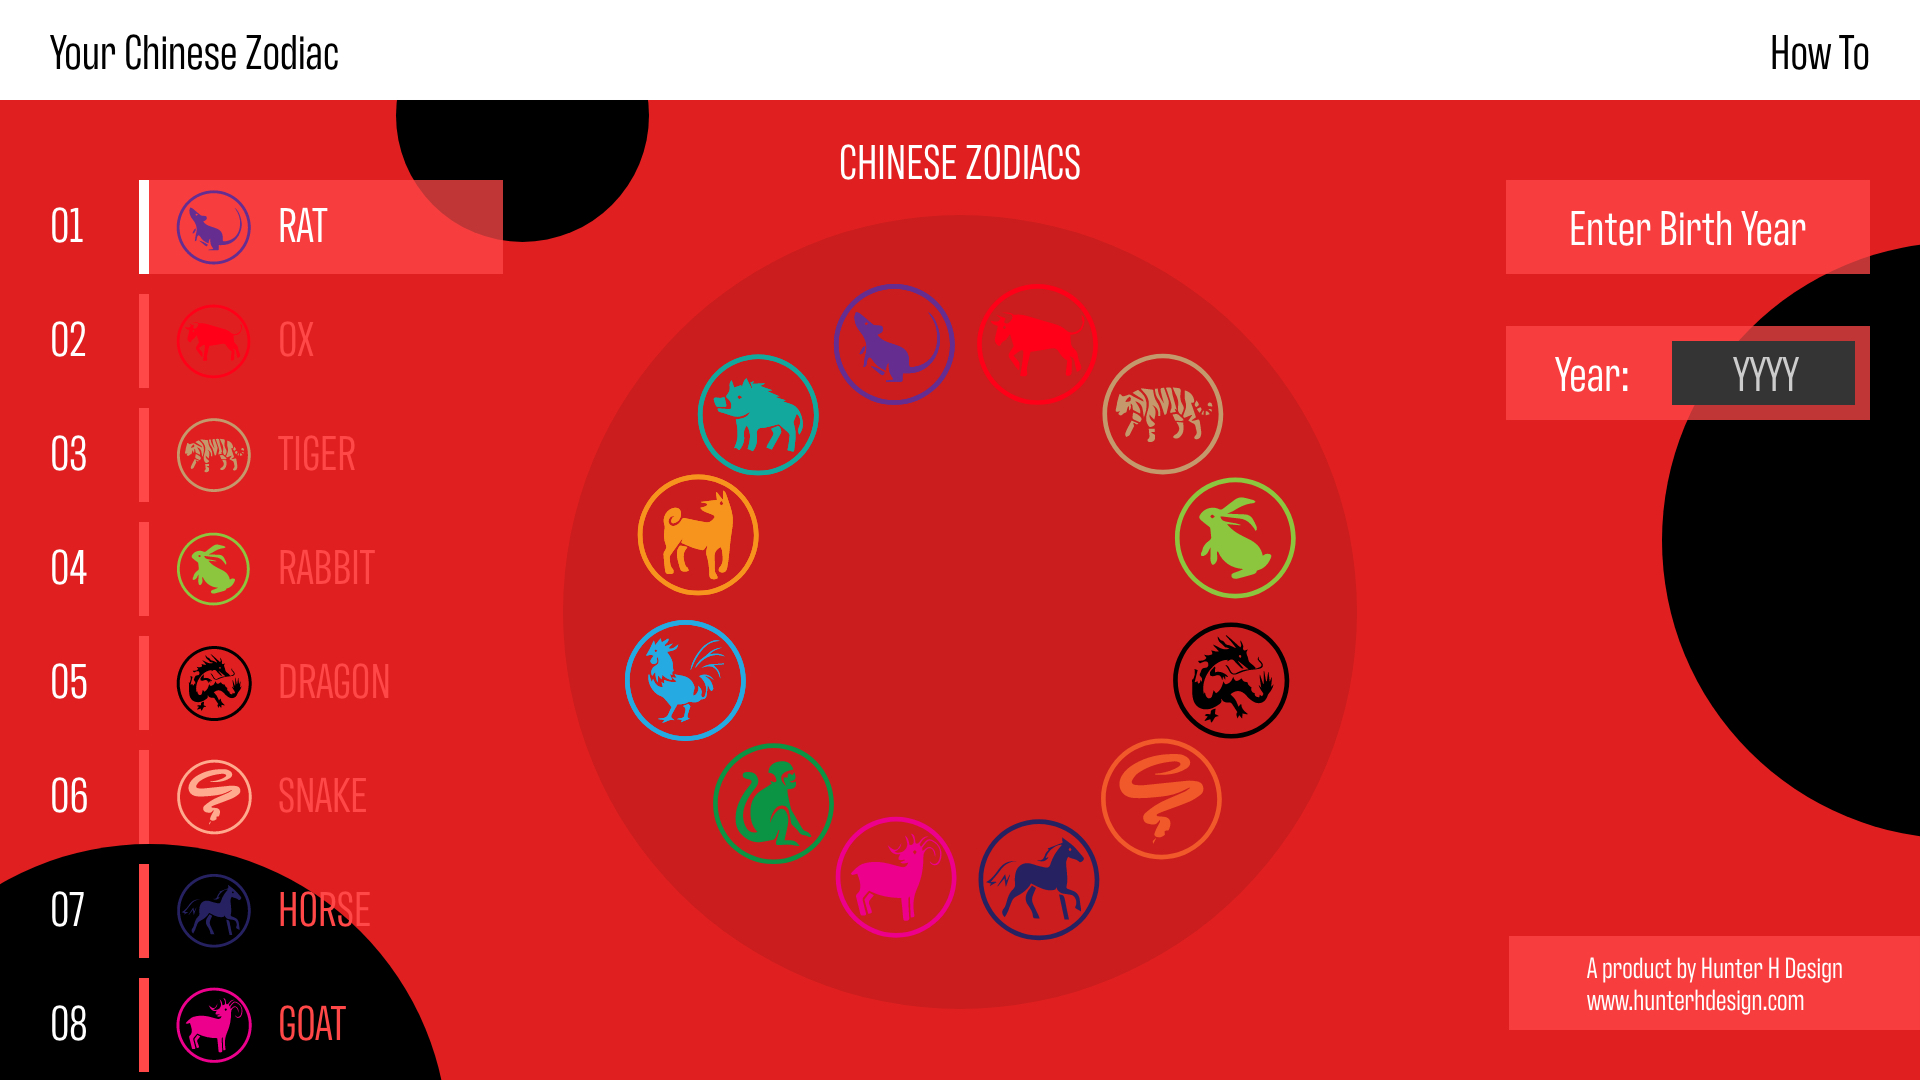 Your Chinese Zodiac
How To
CHINESE ZODIACS
01 RAT
02 OX
03 TIGER
04 RABBIT
05 DRAGON
06 SNAKE
07 HORSE
08 GOAT
Enter Birth Year
Year: YYYY
A product by Hunter H Design
www.hunterhdesign.com